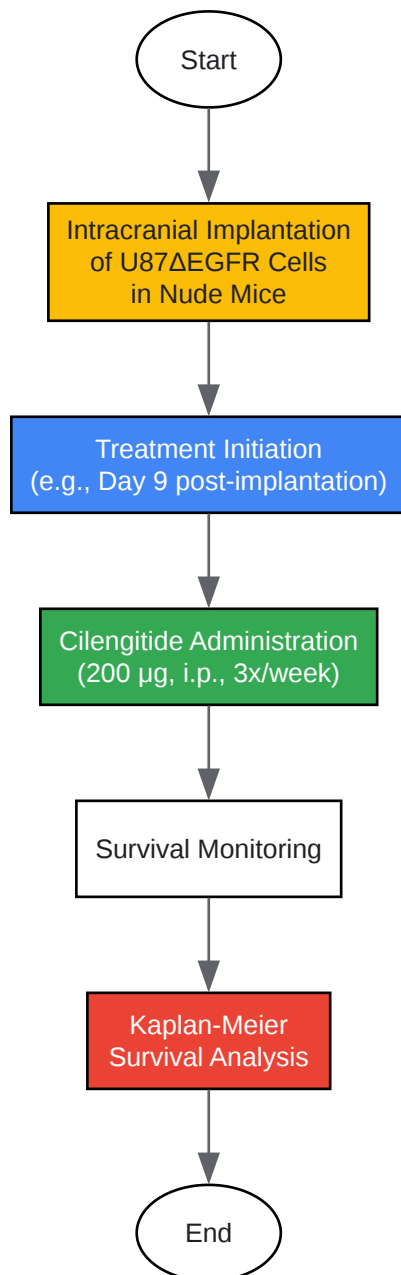 Start
Intracranial Implantation
of U87ΔEGFR Cells
in Nude Mice
Treatment Initiation
(e.g., Day 9 post-implantation)
Cilengitide Administration
(200 μg, i.p., 3x/week)
Survival Monitoring
Kaplan-Meier
Survival Analysis
End